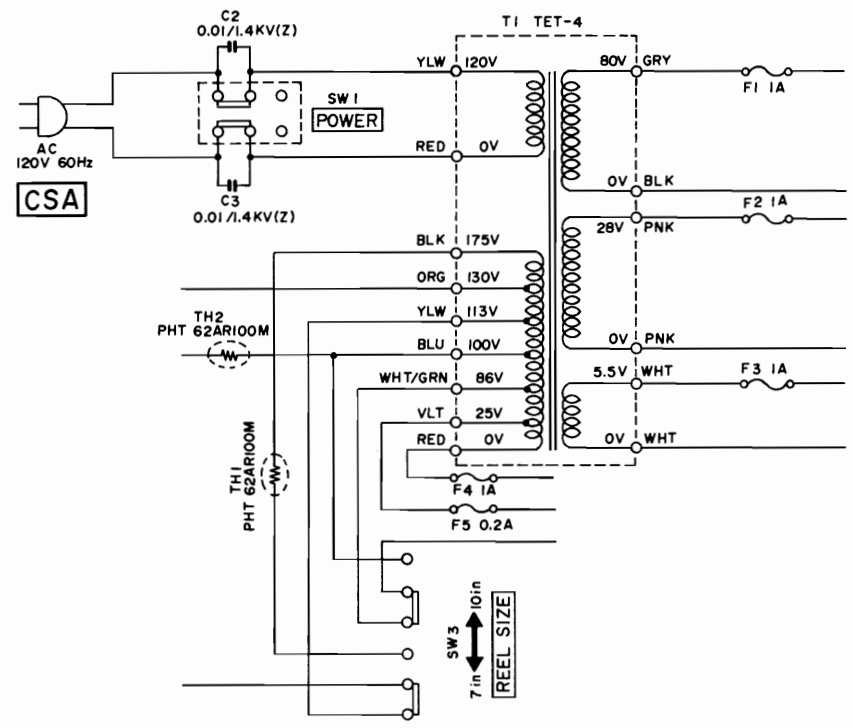 C2
0.01/1.4KV(Z)
T1 TET-4
YLW 120V
80V GRY
F1 1A
SW1
POWER
AC
120V 60Hz
CSA
RED 0V
C3
0.01/1.4KV(Z)
0V BLK
F2 1A
28V PNK
BLK 175V
ORG 130V
TH2
PHT 62AR100M
YLW 113V
BLU 100V
0V PNK
WHT/GRN 86V
5.5V WHT
F3 1A
VLT 25V
RED 0V
0V WHT
TH1
PHT 62AR100M
F4 1A
F5 0.2A
SW3
7in 10in
REEL SIZE